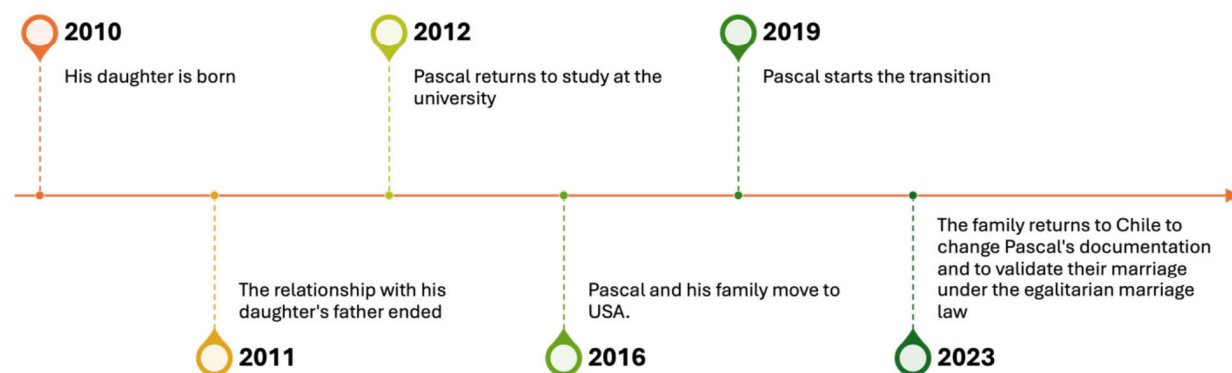 2010
His daughter is born
2012
Pascal returns to study at the
university
2019
Pascal starts the transition
The relationship with his
daughter's father ended
2011
Pascal and his family move to
USA.
2016
The family returns to Chile to
change Pascal's documentation
and to validate their marriage
under the egalitarian marriage
law
2023